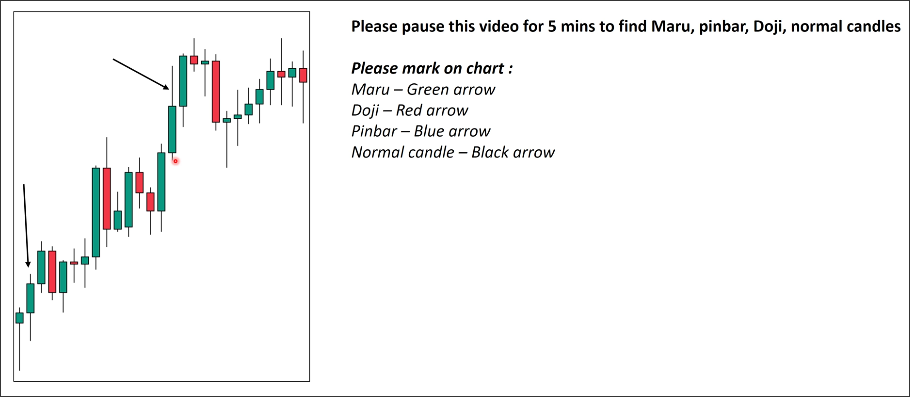 Please pause this video for 5 mins to find Maru, pinbar, Doji, normal candles
Please mark on chart :
Maru – Green arrow
Doji – Red arrow
Pinbar – Blue arrow
Normal candle – Black arrow